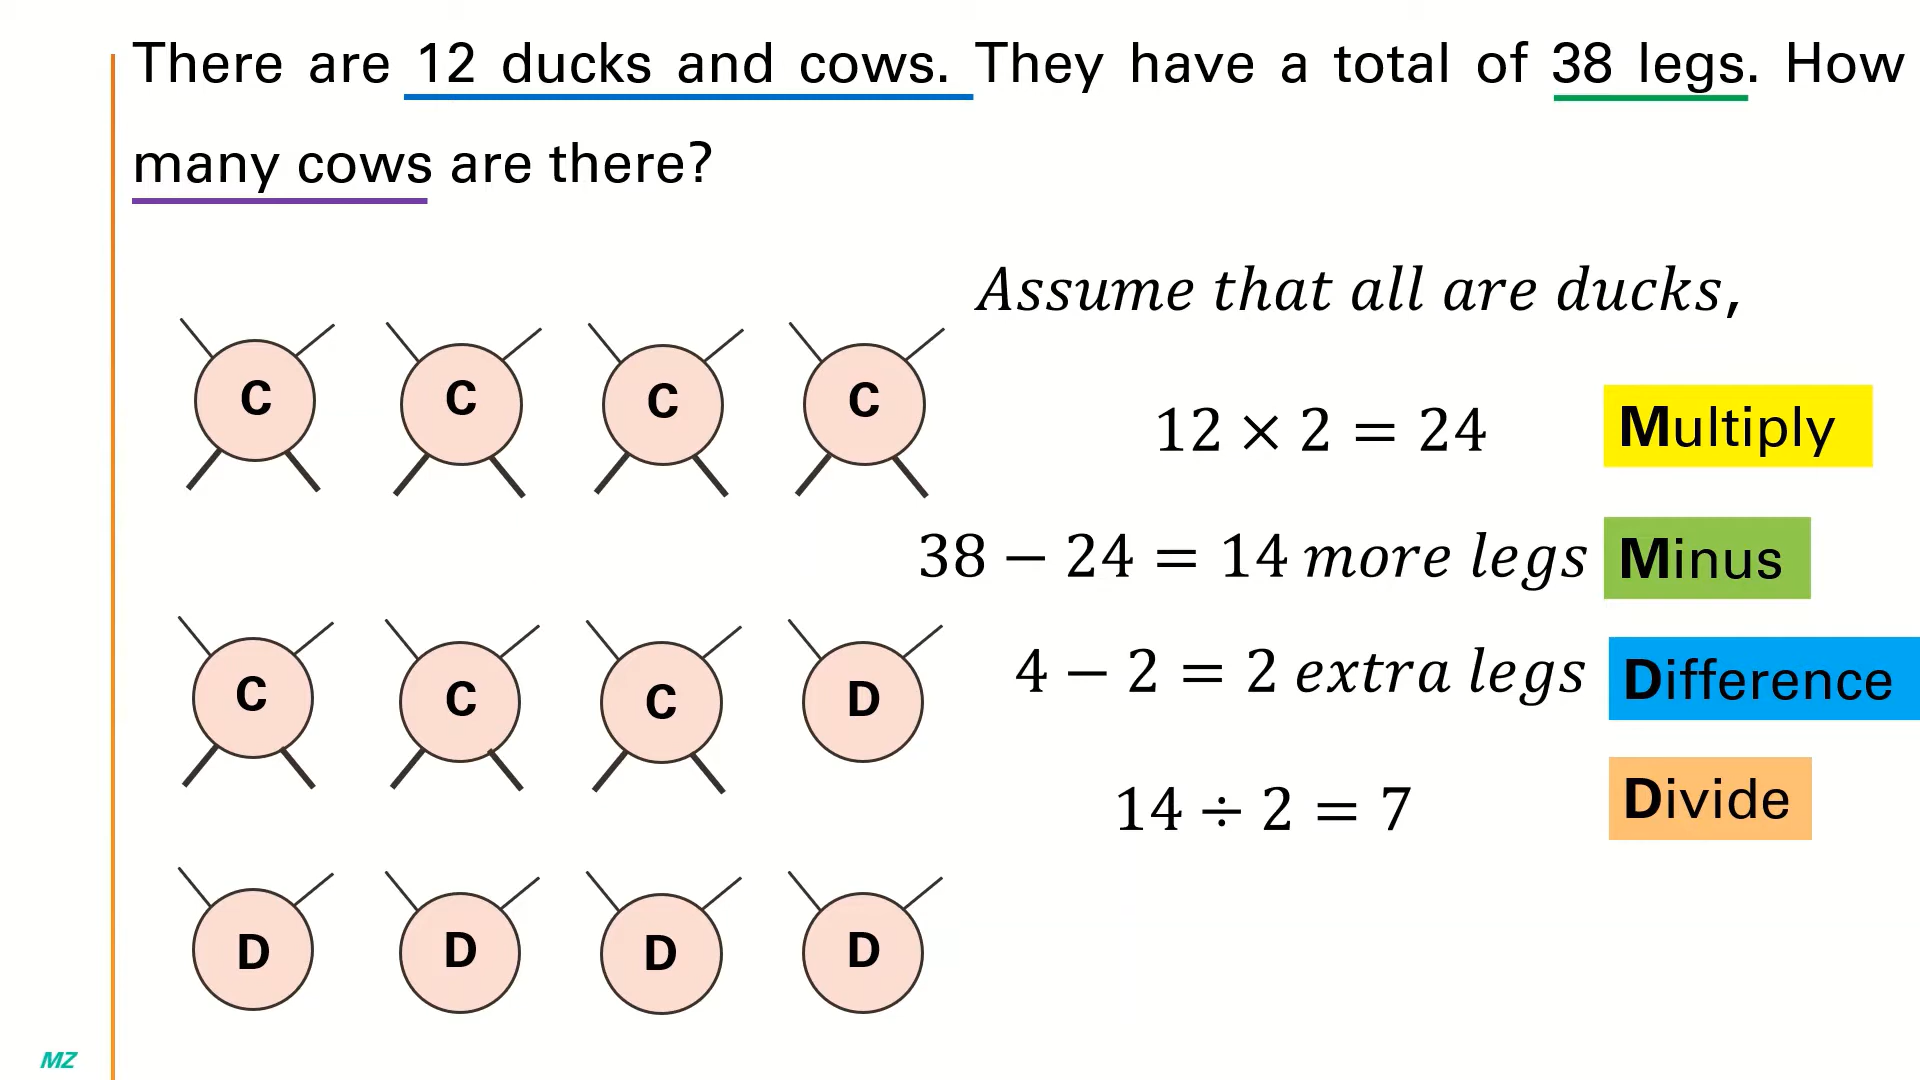 There are 12 ducks and cows. They have a total of 38 legs. How
many cows are there?
Assume that all are ducks,
C C C C
12 × 2 = 24 Multiply
38 − 24 = 14 more legs Minus
4 − 2 = 2 extra legs Difference
C C C D
14 ÷ 2 = 7 Divide
D D D D
MZ